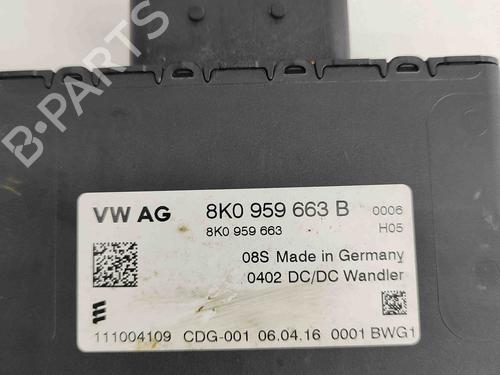 B-PARTS
VW AG 8K0 959 663 B 0006
8K0 959 663 H05
08S Made in Germany
0402 DC/DC Wandler
111004109 CDG-001 06.04.16 0001 BWG1